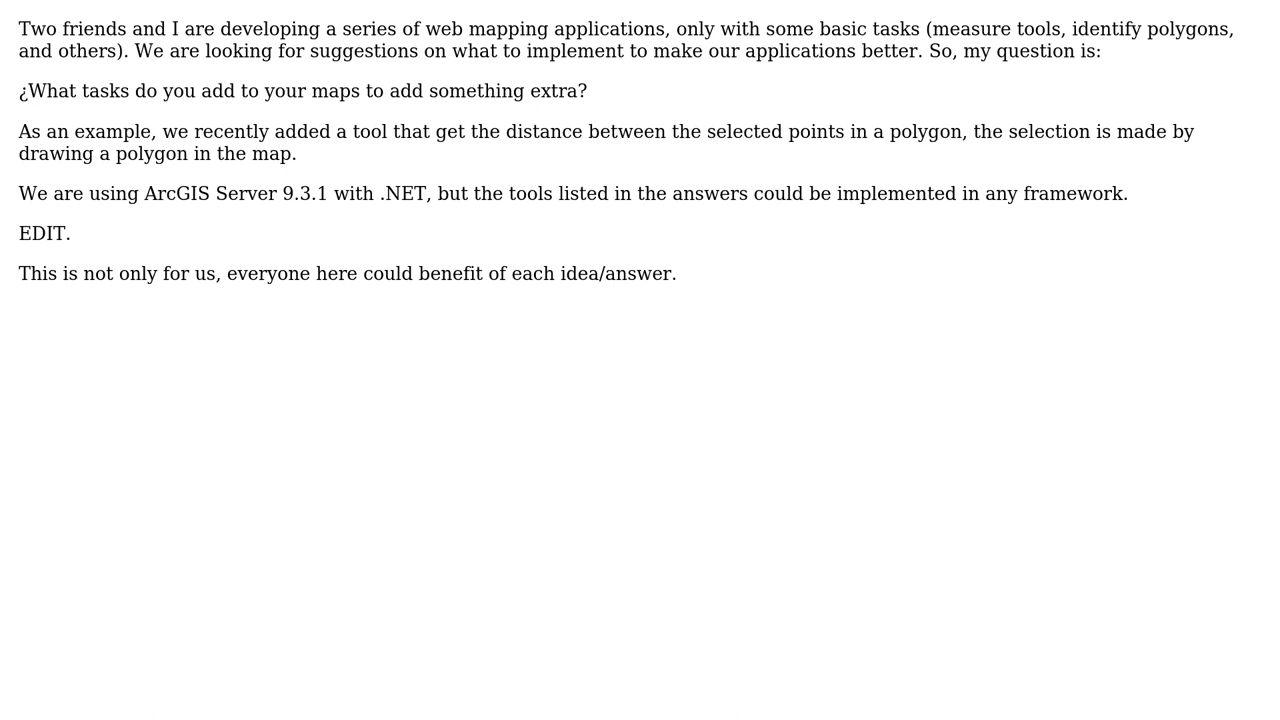 Two friends and I are developing a series of web mapping applications, only with some basic tasks (measure tools, identify polygons,
and others). We are looking for suggestions on what to implement to make our applications better. So, my question is:
¿What tasks do you add to your maps to add something extra?
As an example, we recently added a tool that get the distance between the selected points in a polygon, the selection is made by
drawing a polygon in the map.
We are using ArcGIS Server 9.3.1 with .NET, but the tools listed in the answers could be implemented in any framework.
EDIT.
This is not only for us, everyone here could benefit of each idea/answer.